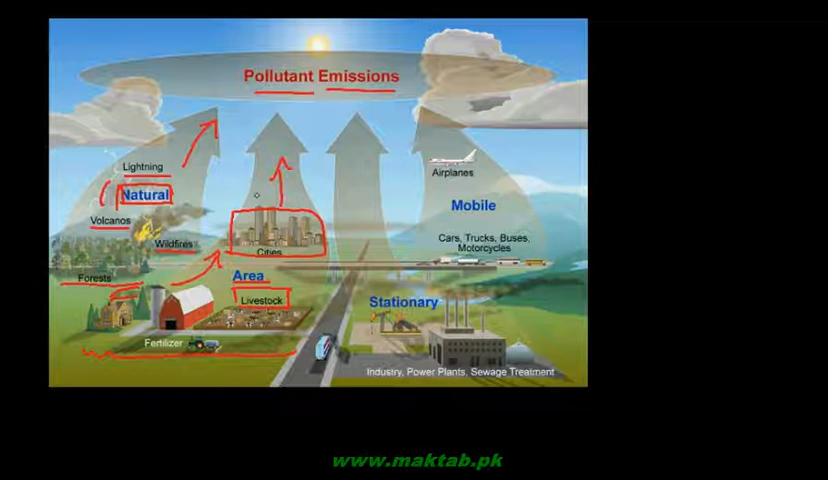 Pollutant Emissions
Lightning
Natural
Volcanos
Wildfires
Forests
Cities
Area
Livestock
Fertilizer
Airplanes
Mobile
Cars, Trucks, Buses,
Motorcycles
Stationary
Industry, Power Plants, Sewage Treatment
www.maktab.pk